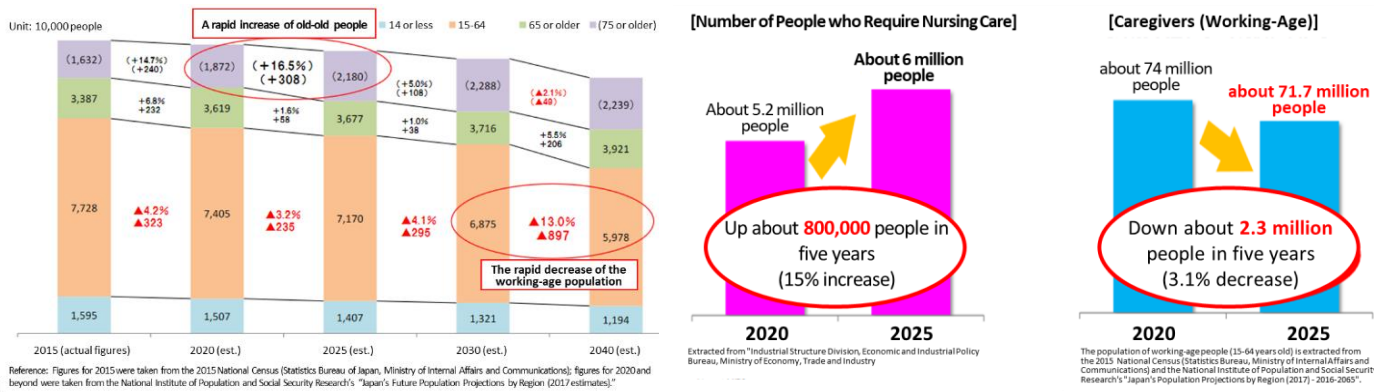 Unit: 10,000 people
A rapid increase of old-old people
14 or less
15-64
65 or older
(75 or older)
(1,632)
(+14.7%)
(+240)
(1,872)
(+16.5%)
(+308)
(2,180)
(+5.0%)
(+108)
(2,288)
(▲2.1%)
(▲49)
(2,239)
3,387
+6.8%
+232
3,619
+1.6%
+58
3,677
+1.0%
+38
3,716
+5.5%
+206
3,921
7,728
▲4.2%
▲323
7,405
▲3.2%
▲235
7,170
▲4.1%
▲295
6,875
▲13.0%
▲897
5,978
The rapid decrease of the
working-age population
1,595
1,507
1,407
1,321
1,194
2015 (actual figures)
2020 (est.)
2025 (est.)
2030 (est.)
2040 (est.)
Reference: Figures for 2015 were taken from the 2015 National Census (Statistics Bureau of Japan, Ministry of Internal Affairs and Communications); figures for 2020 and
beyond were taken from the National Institute of Population and Social Security Research's "Japan's Future Population Projections by Region (2017 estimates)."
[Number of People who Require Nursing Care]
About 5.2 million
people
About 6 million
people
Up about 800,000 people in
five years
(15% increase)
2020
2025
Extracted from "Industrial Structure Division, Economic and Industrial Policy
Bureau, Ministry of Economy, Trade and Industry
[Caregivers (Working-Age)]
about 74 million
people
about 71.7 million
people
Down about 2.3 million
people in five years
(3.1% decrease)
2020
2025
The population of working-age people (15-64 years old) is extracted from
the 2015 National Census (Statistics Bureau, Ministry of Internal Affairs and
Communications) and the National Institute of Population and Social Security
Research's "Japan's Population Projections by Region (2017) - 2016-2065".